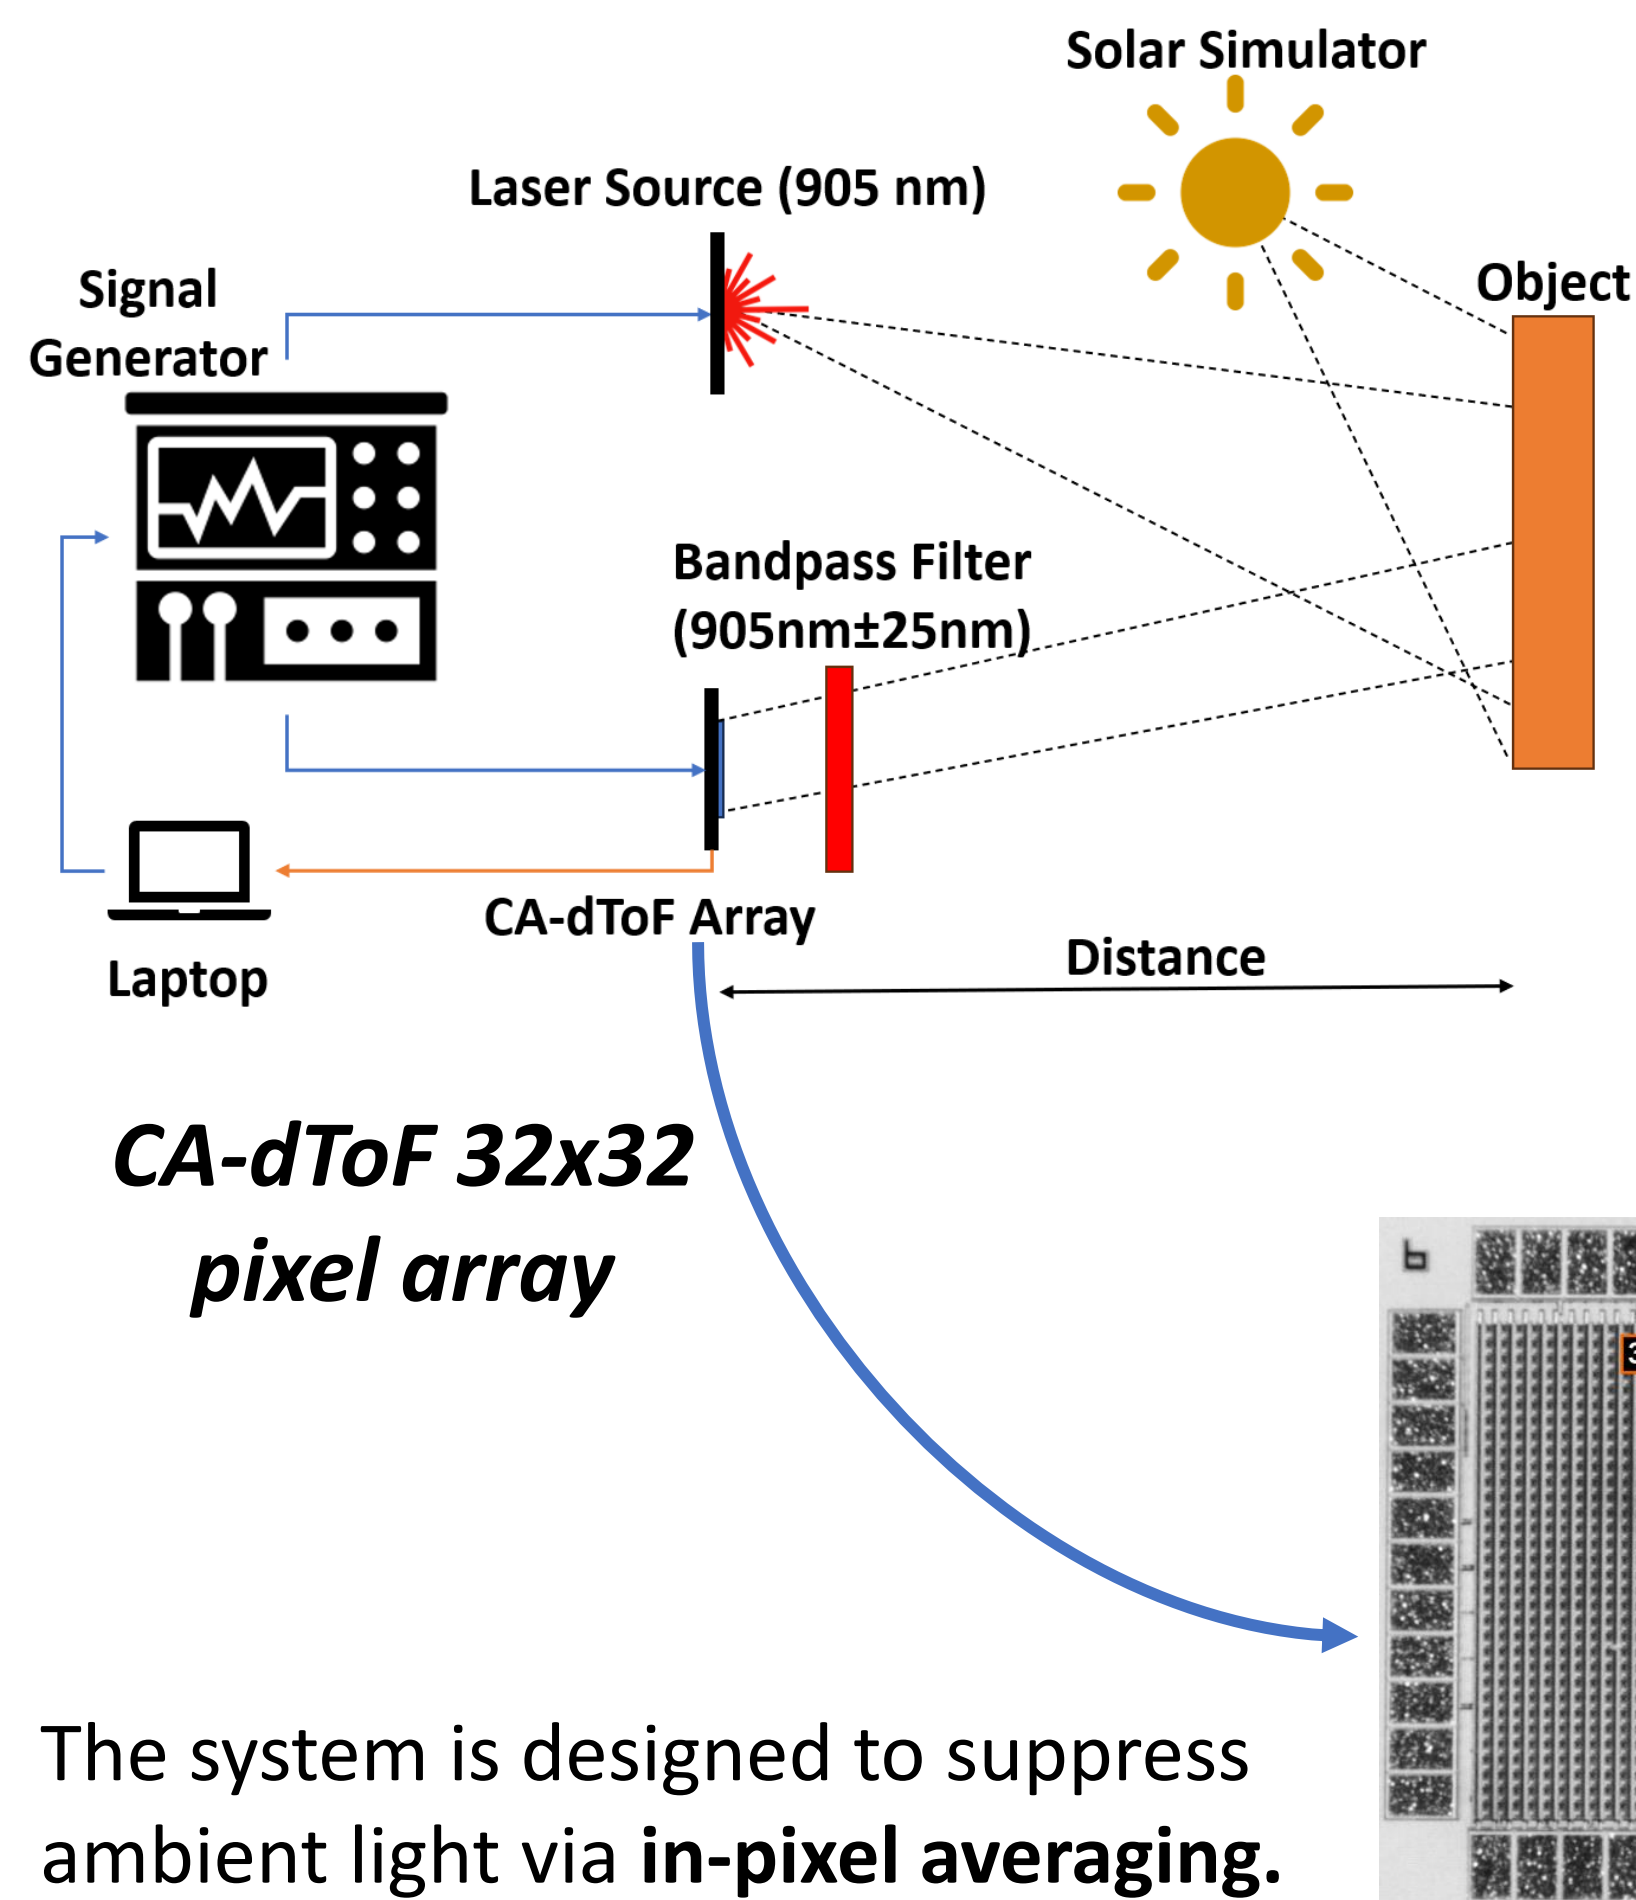 Solar Simulator
Laser Source (905 nm)
Signal
Generator
Object
Bandpass Filter
(905nm±25nm)
CA-dToF Array
Laptop
Distance
CA-dToF 32x32
pixel array
3
The system is designed to suppress
ambient light via in-pixel averaging.